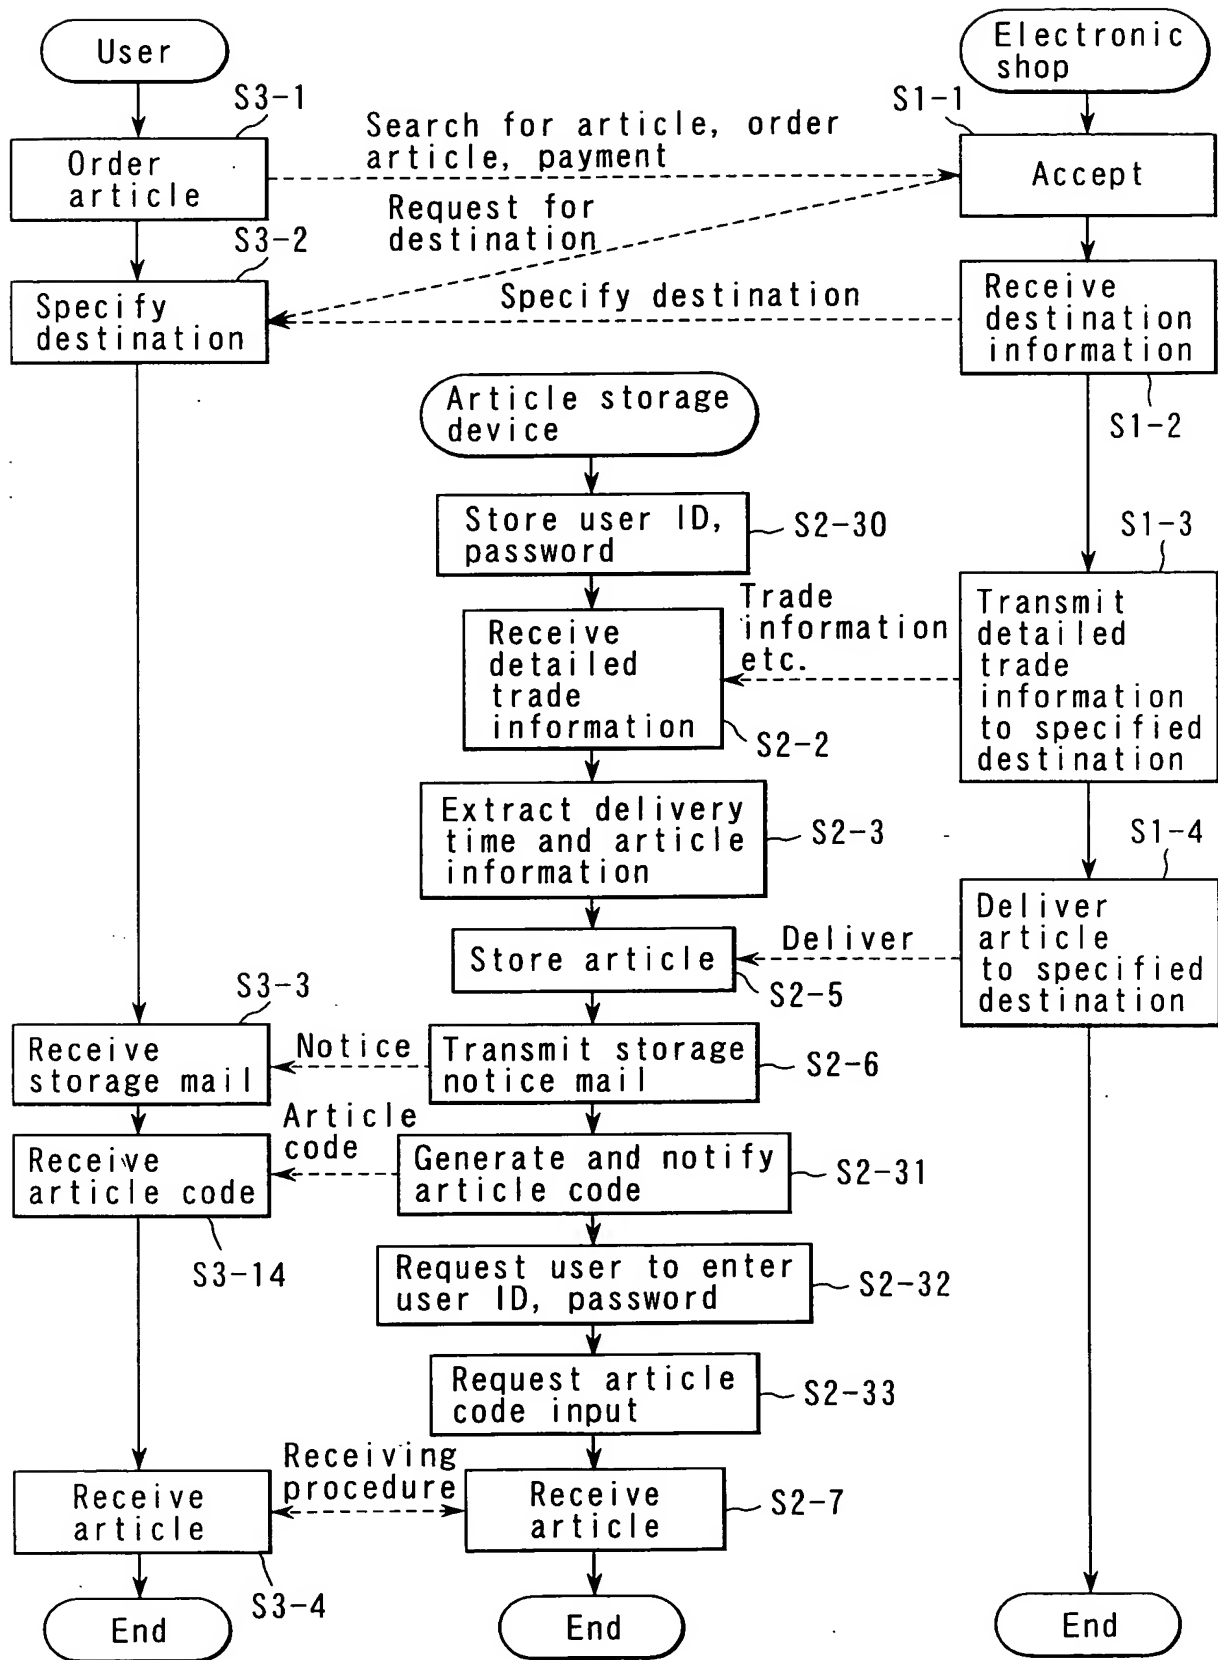 User
Electronic
shop
S3-1
S1-1
Search for article, order
article, payment
Order
article
Accept
Request for
destination
S3-2
Specify
destination
Specify destination
Receive
destination
information
S1-2
Article storage
device
Store user ID,
password
S2-30
S1-3
Receive
detailed
trade
information
S2-2
Trade
information
etc.
Transmit
detailed
trade
information
to specified
destination
Extract delivery
time and article
information
S2-3
S1-4
Store article
S2-5
Deliver
Deliver
article
to specified
destination
S3-3
Receive
storage mail
Notice
Transmit storage
notice mail
S2-6
Article
code
Receive
article code
S3-14
Generate and notify
article code
S2-31
Request user to enter
user ID, password
S2-32
Request article
code input
S2-33
Receiving
procedure
Receive
article
S3-4
Receive
article
S2-7
End
End
End